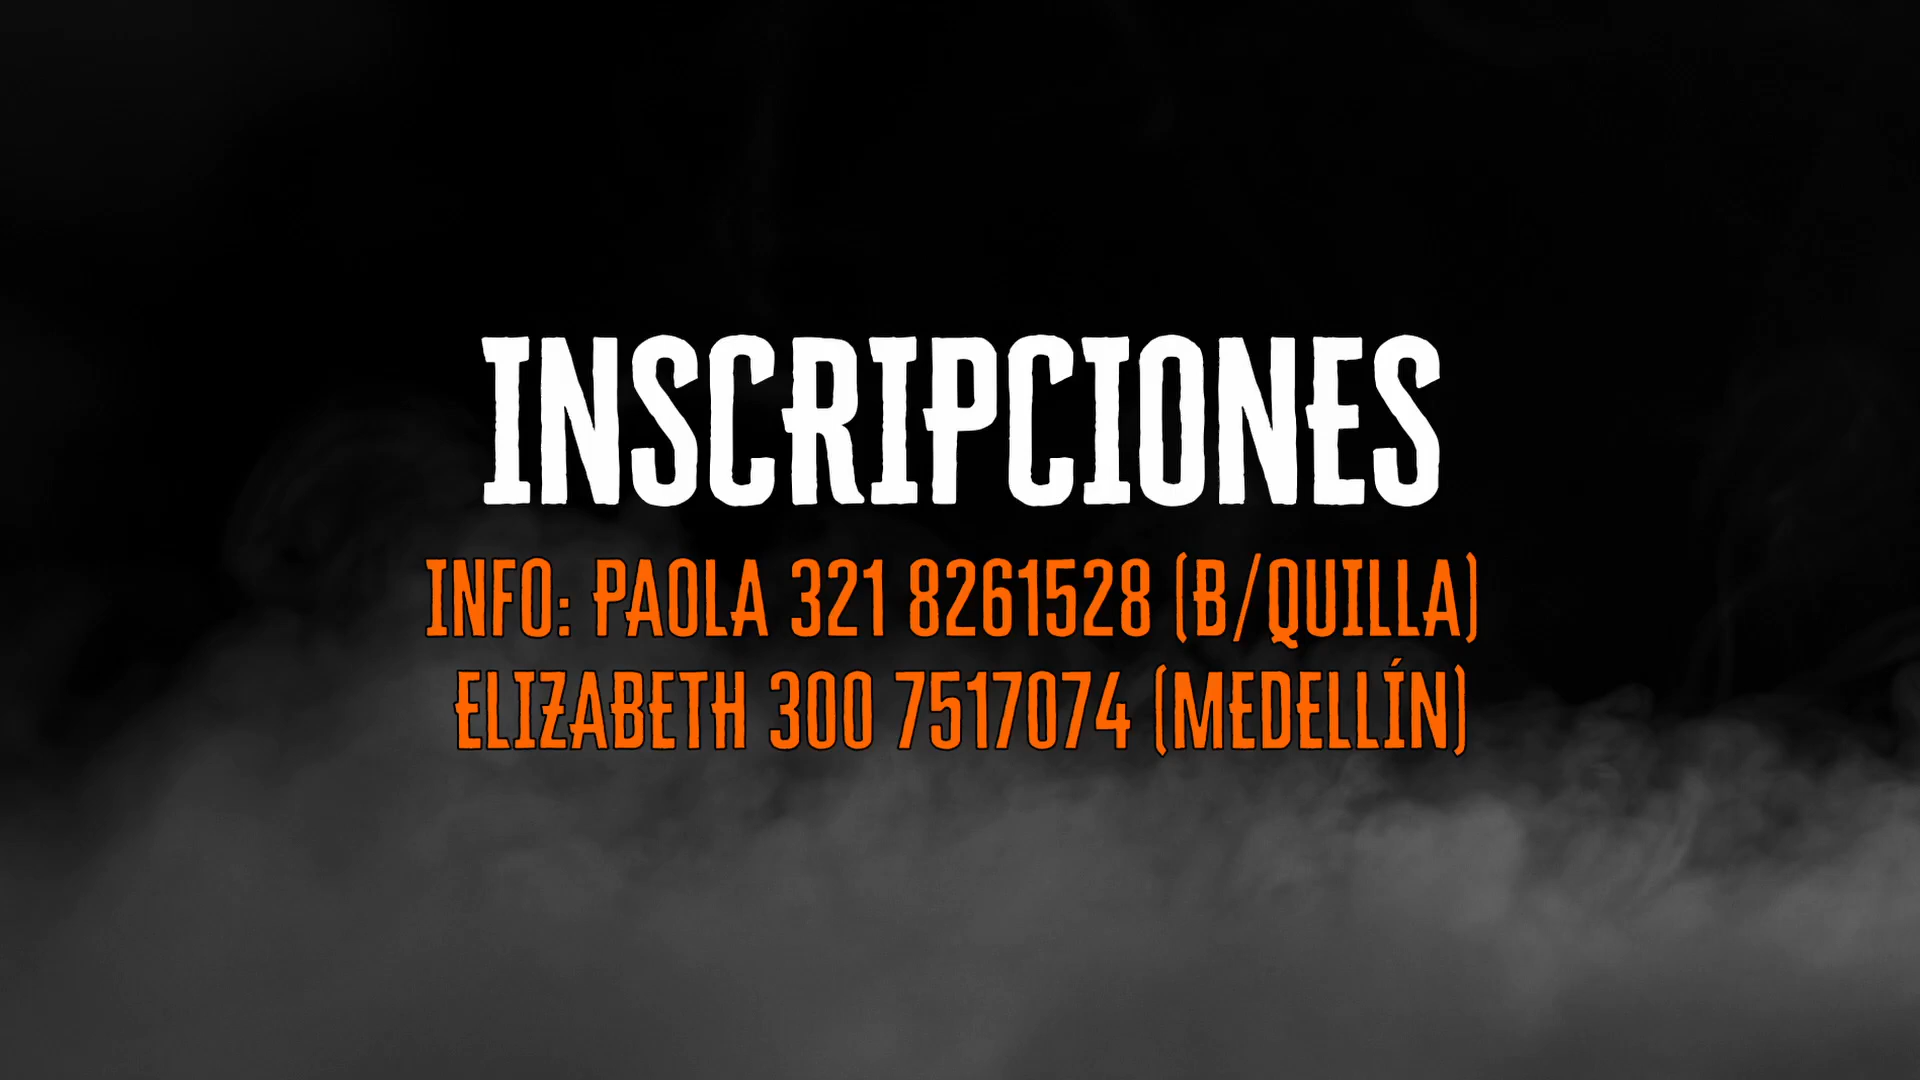 INSCRIPCIONES
INFO: PAOLA 321 8261528 (B/QUILLA)
ELIZABETH 300 7517074 (MEDELLÍN)